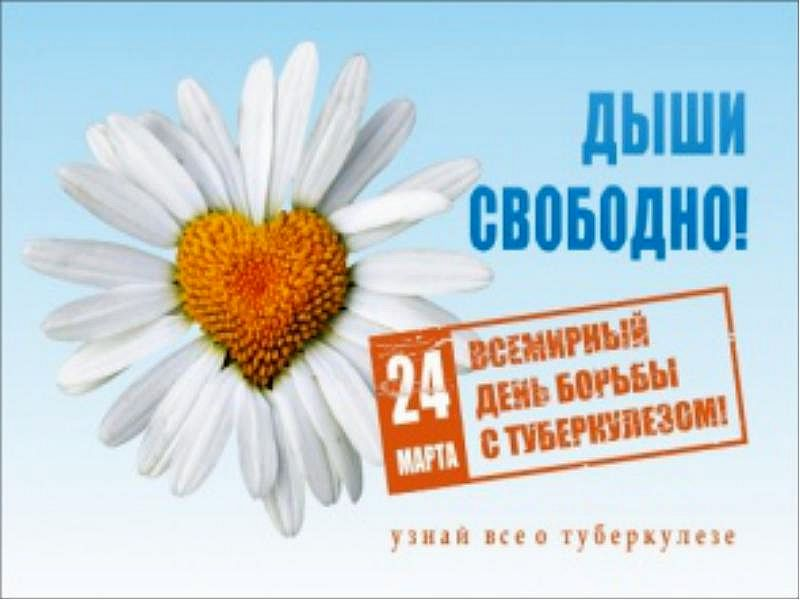 ДЫШИ
СВОБОДНО!
24
МАРТА
ВСЕМИРНЫЙ
ДЕНЬ БОРЬБЫ
С ТУБЕРКУЛЕЗОМ!
узнай все о туберкулезе